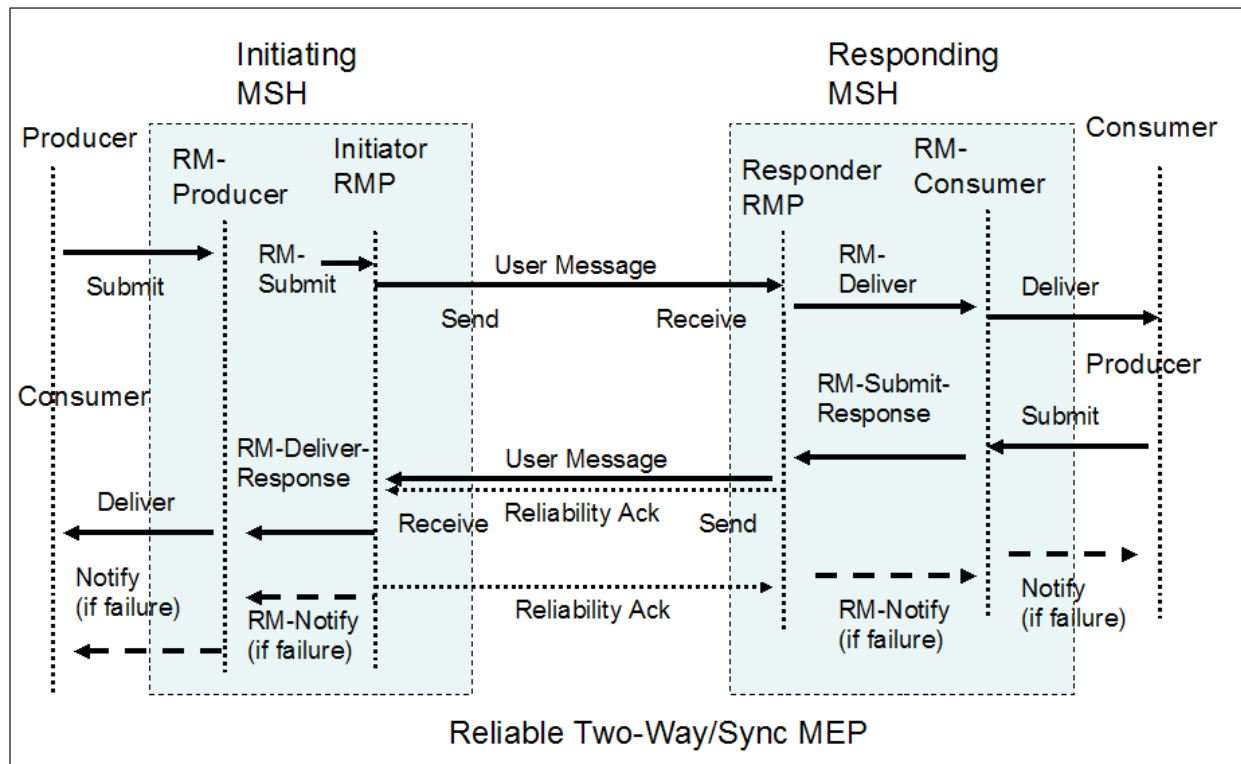 Initiating
MSH
Responding
MSH
Producer
Consumer
RM-
Producer
Initiator
RMP
Responder
RMP
RM-
Consumer
Submit
RM-
Submit
User Message
Send
Receive
RM-
Deliver
Deliver
Consumer
Producer
RM-Submit-
Response
Submit
RM-Deliver-
Response
User Message
Deliver
Receive
Reliability Ack
Send
Notify
(if failure)
RM-Notify
(if failure)
Reliability Ack
RM-Notify
(if failure)
Notify
(if failure)
Reliable Two-Way/Sync MEP